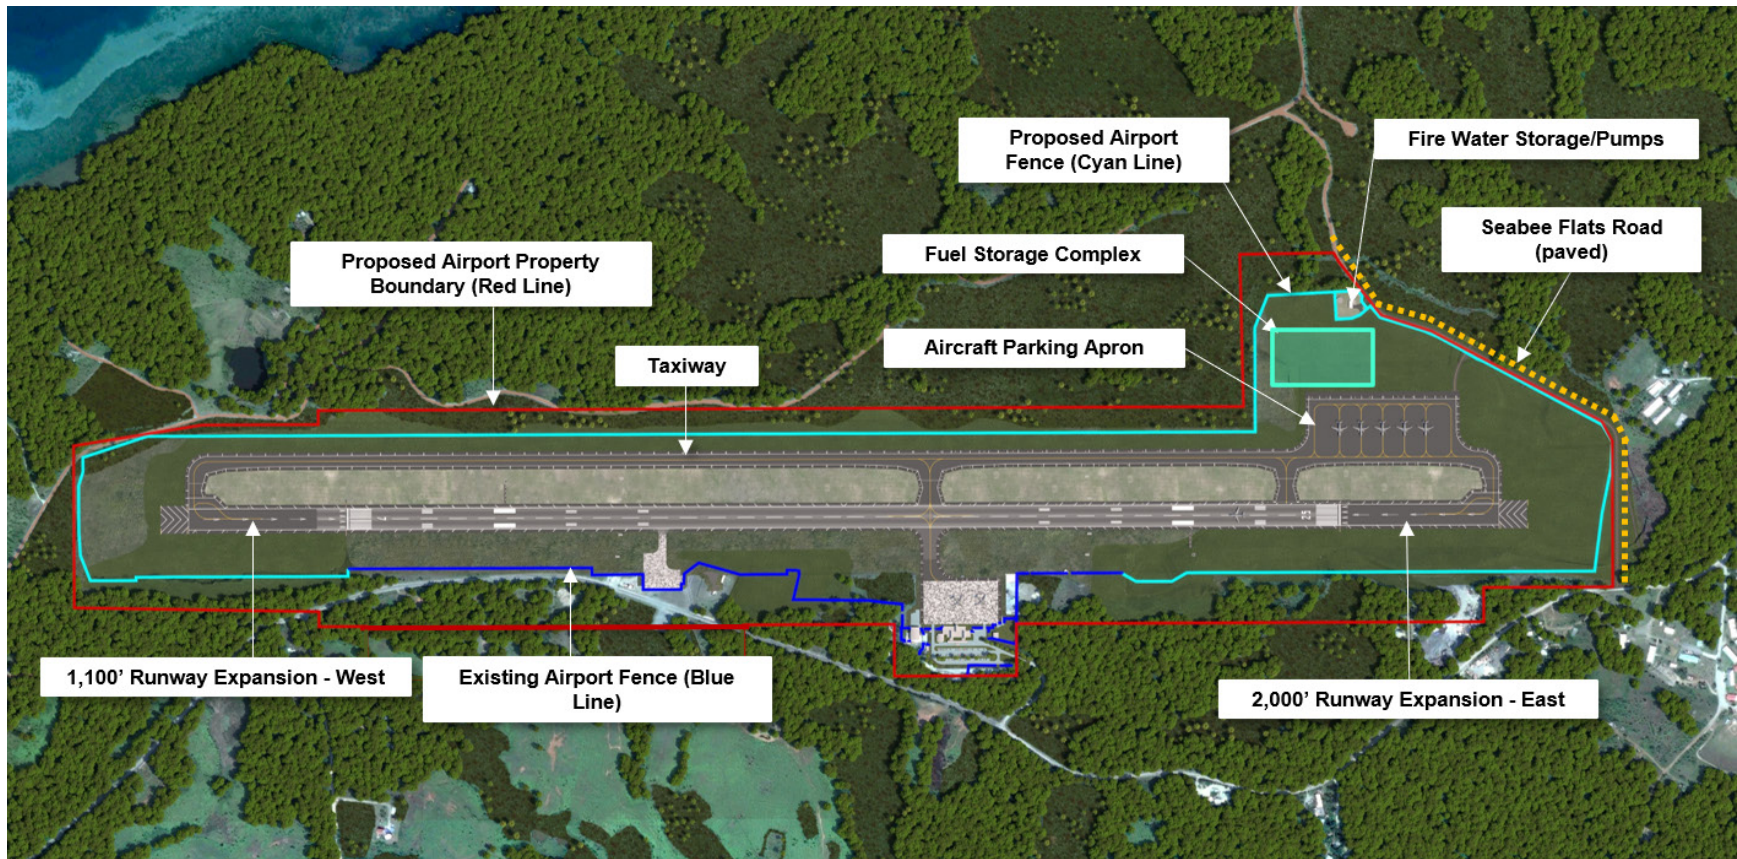 Proposed Airport
Fence (Cyan Line)
Fire Water Storage/Pumps
Seabee Flats Road
(paved)
Fuel Storage Complex
Proposed Airport Property
Boundary (Red Line)
Aircraft Parking Apron
Taxiway
25
1,100’ Runway Expansion - West
Existing Airport Fence (Blue
Line)
2,000’ Runway Expansion - East